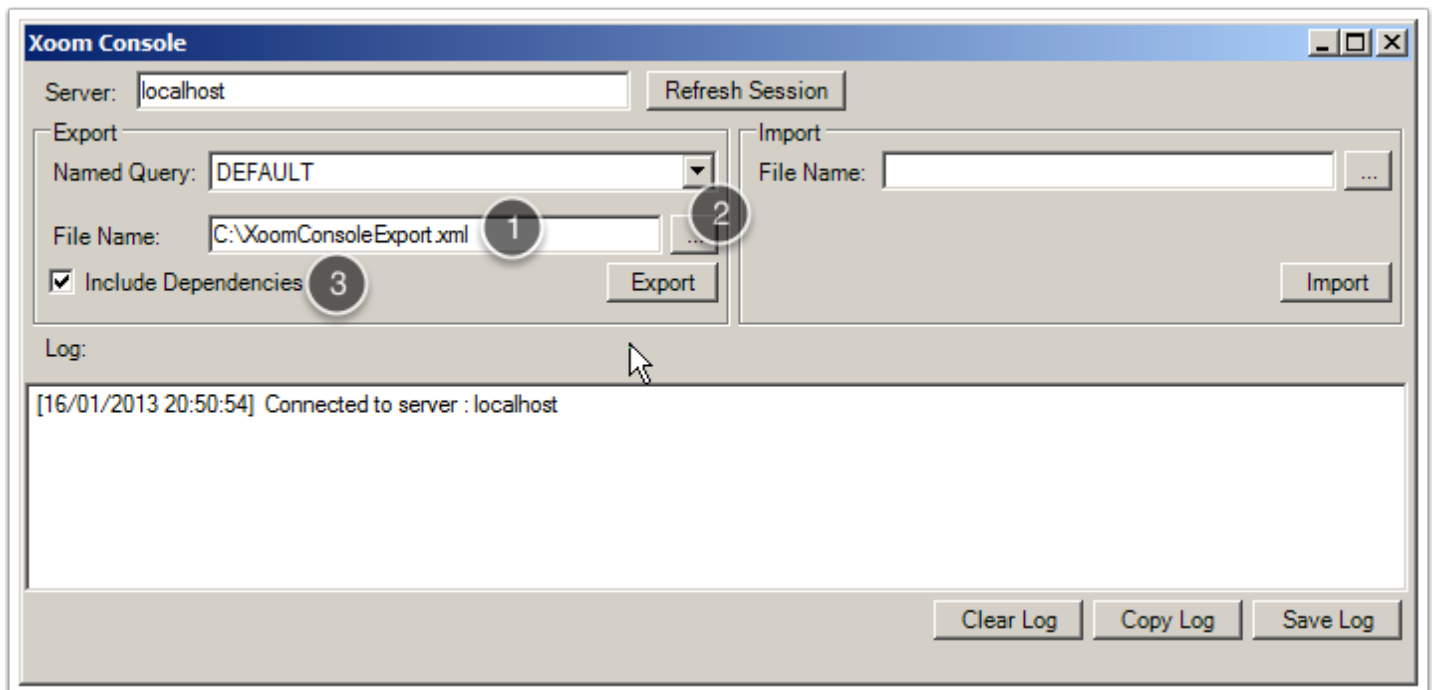 Xoom Console
Server: localhost Refresh Session
Export
Named Query: DEFAULT
File Name: C:\XoomConsoleExport.xml 1 ... 2
Include Dependencies 3 Export
Import
File Name: ...
Import
Log:
[16/01/2013 20:50:54] Connected to server : localhost
Clear Log Copy Log Save Log